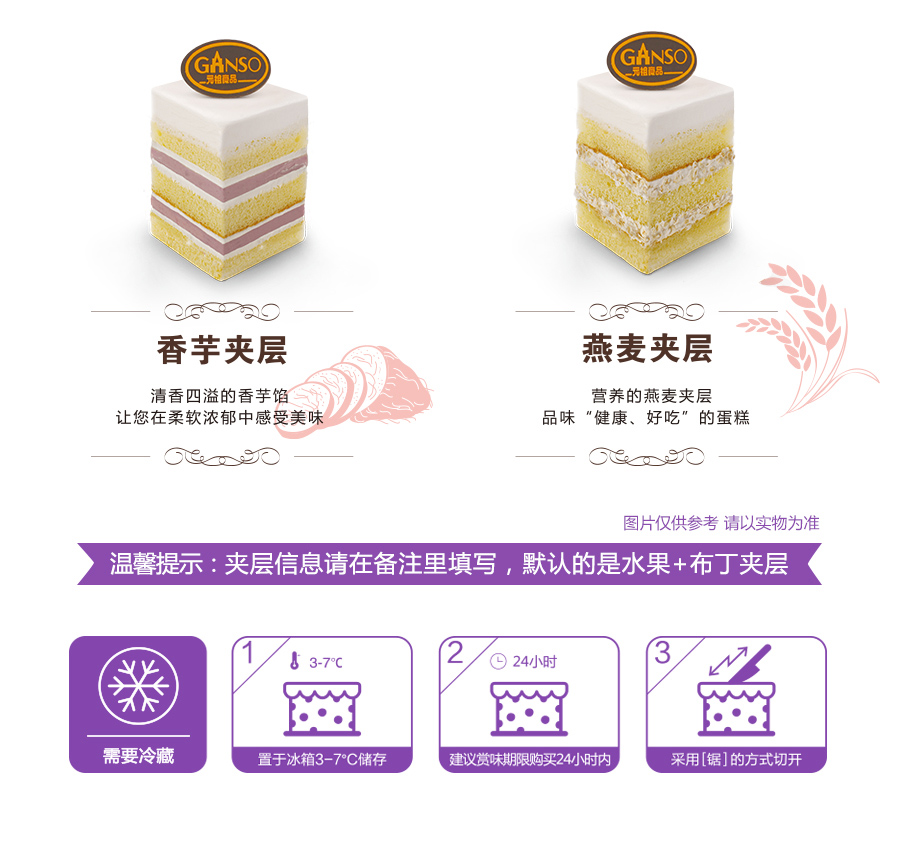 GANSO
元祖食品
GANSO
元祖食品
香芋夹层
清香四溢的香芋馅
让您在柔软浓郁中感受美味
燕麦夹层
营养的燕麦夹层
品味“健康、好吃”的蛋糕
图片仅供参考 请以实物为准
温馨提示：夹层信息请在备注里填写，默认的是水果+布丁夹层
需要冷藏
1
3-7℃
置于冰箱3-7℃储存
2
24小时
建议赏味期限购买24小时内
3
采用[锯]的方式切开